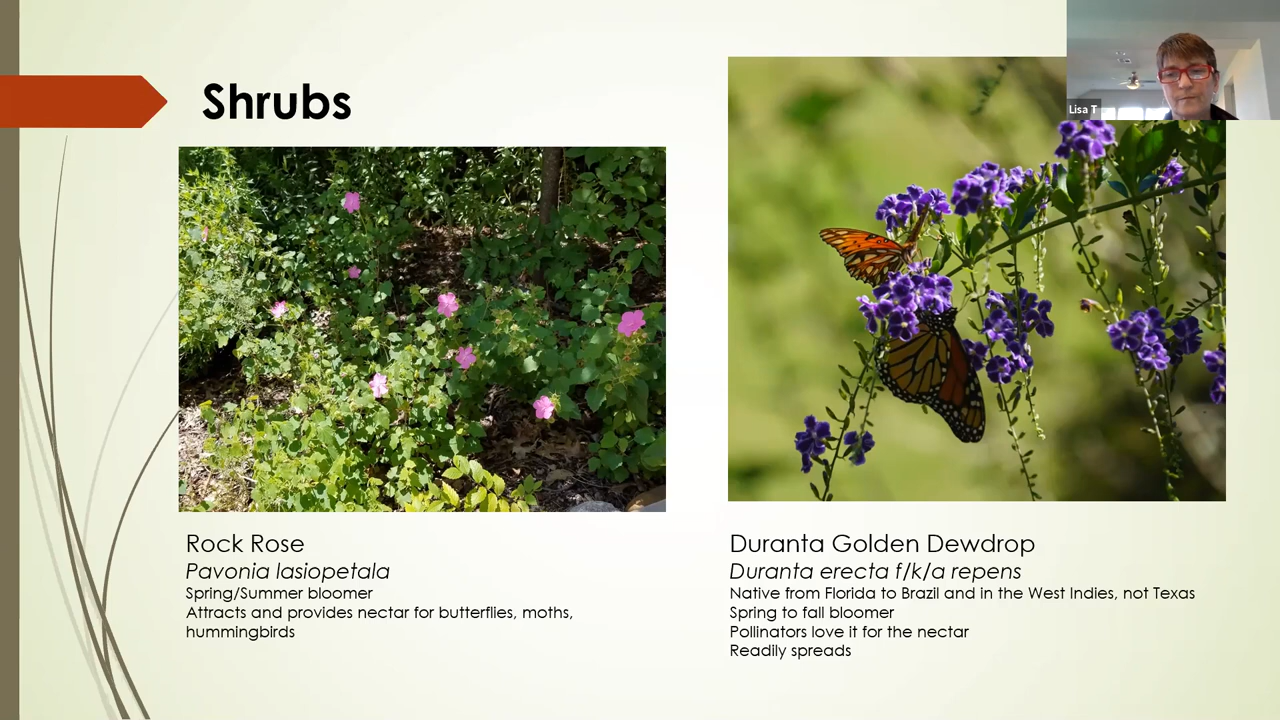 Shrubs
Lisa T
Rock Rose
Pavonia lasiopetala
Spring/Summer bloomer
Attracts and provides nectar for butterflies, moths,
hummingbirds
Duranta Golden Dewdrop
Duranta erecta f/k/a repens
Native from Florida to Brazil and in the West Indies, not Texas
Spring to fall bloomer
Pollinators love it for the nectar
Readily spreads